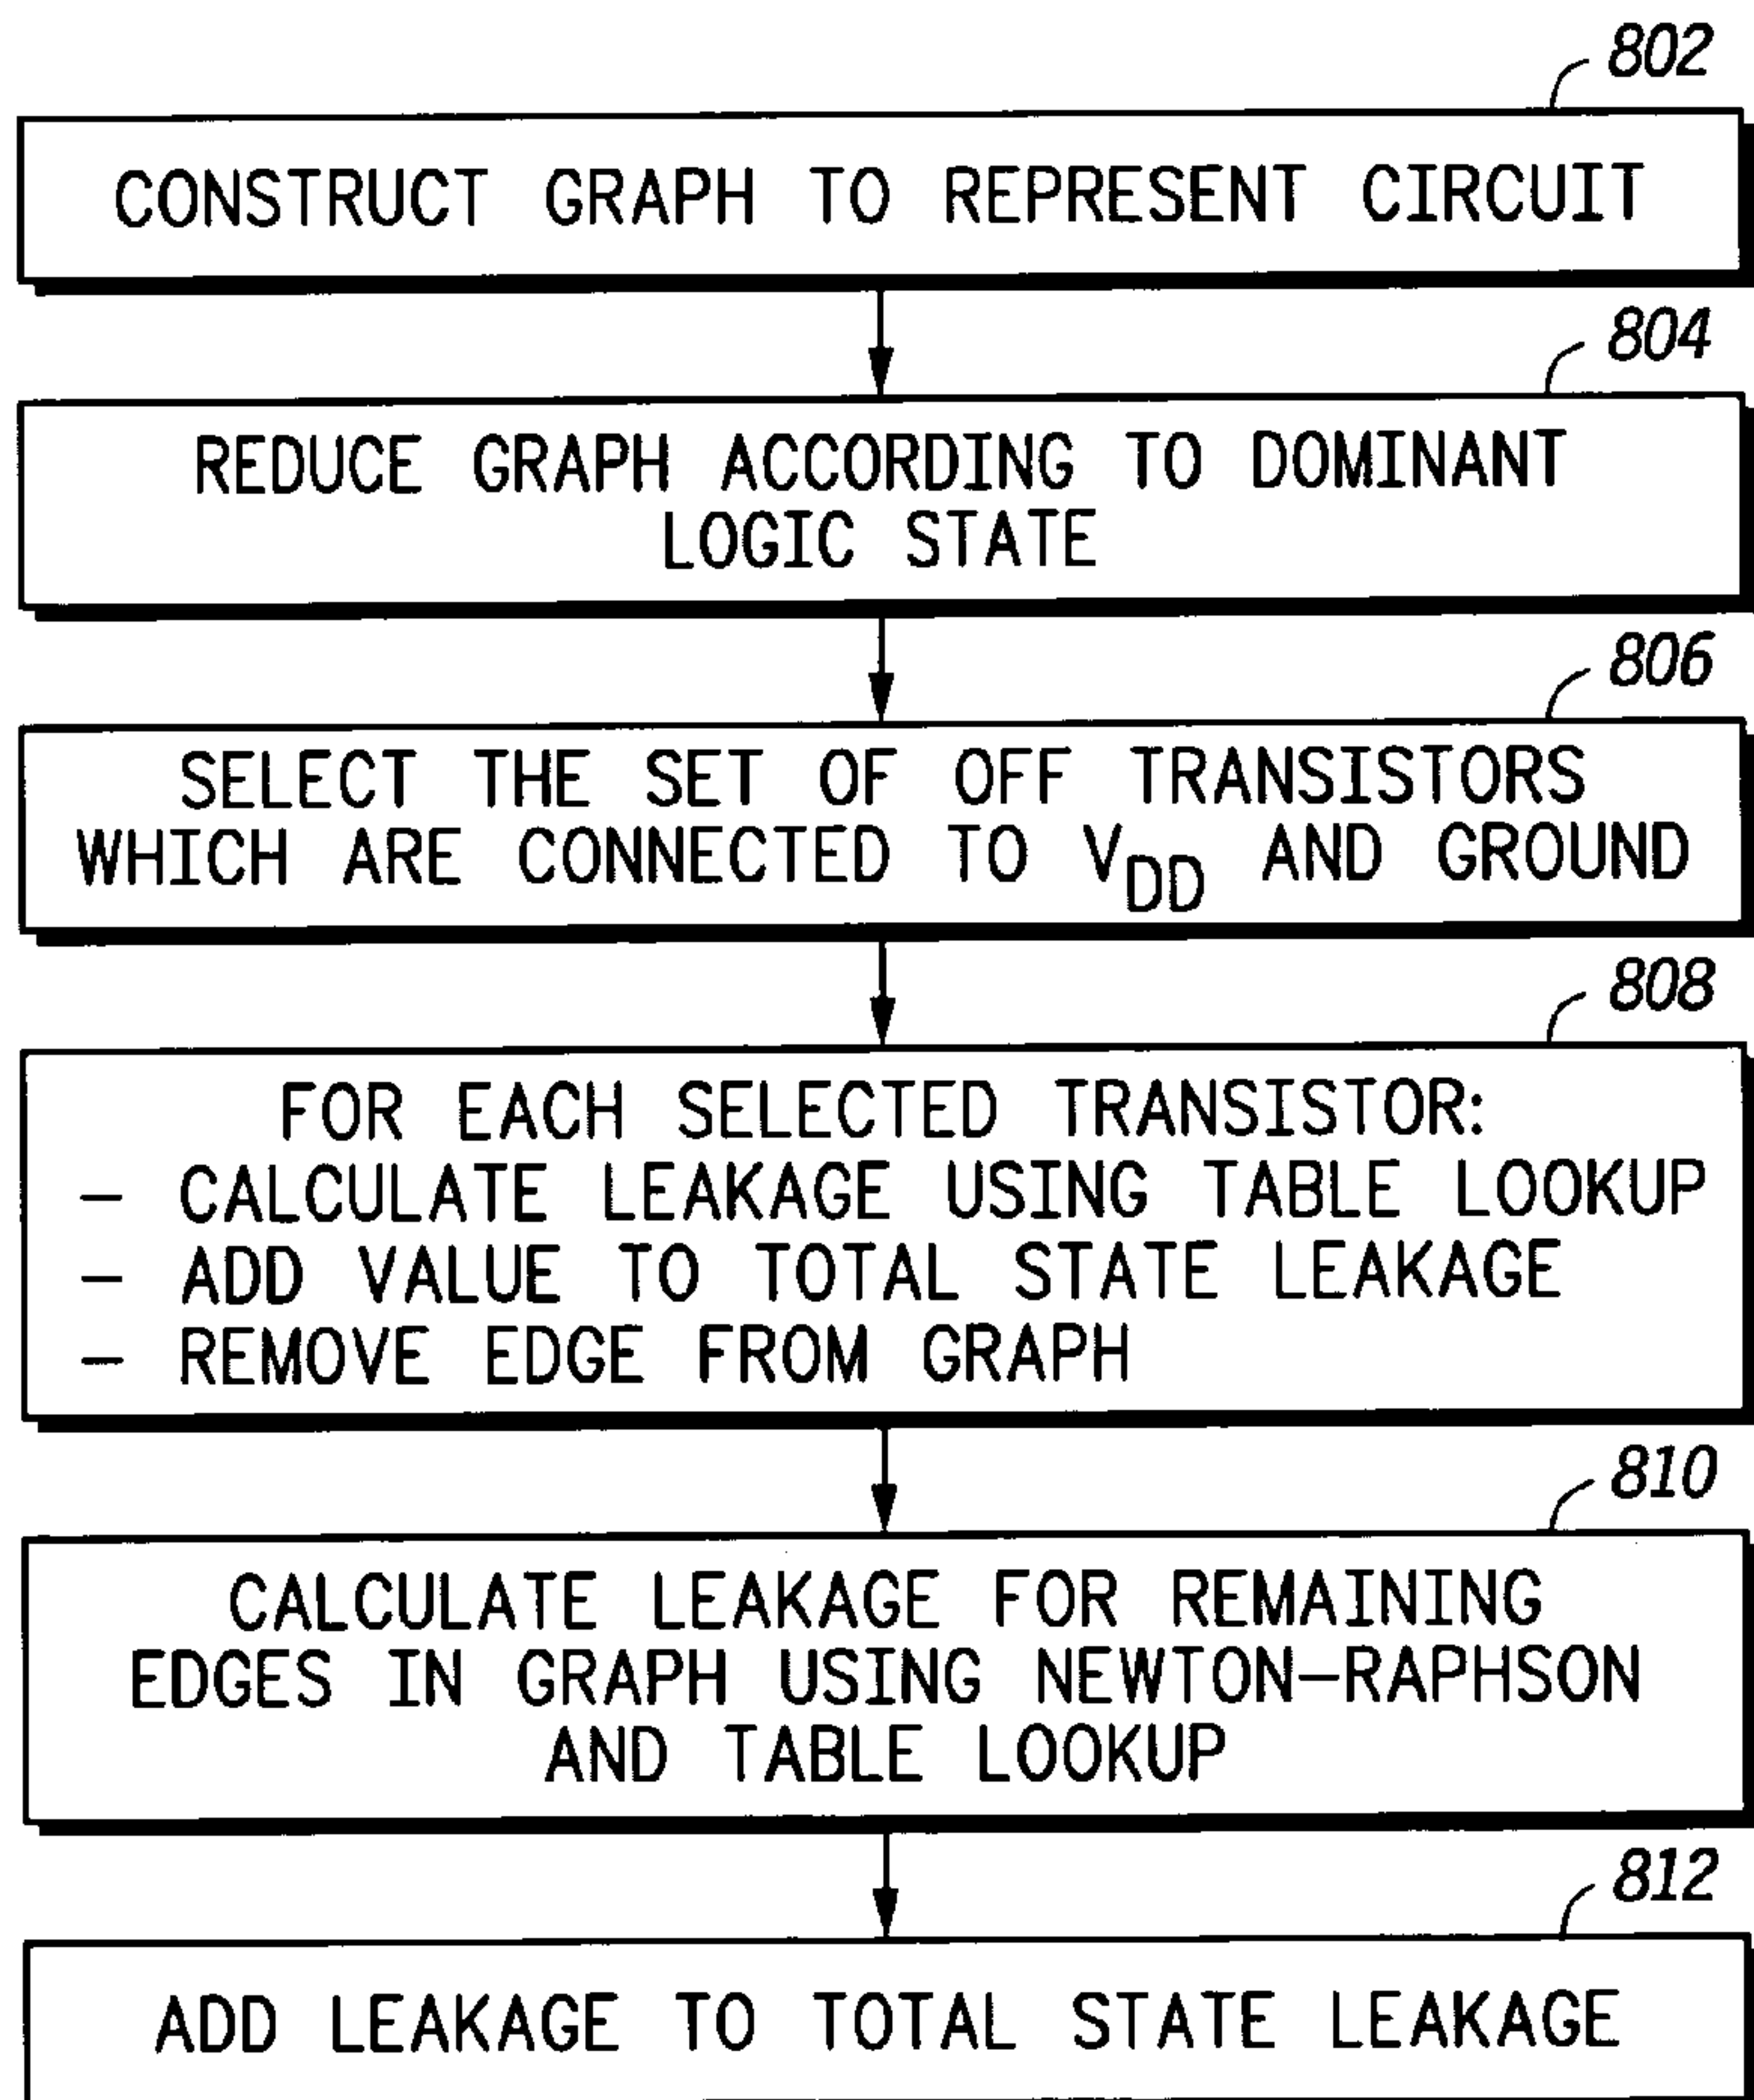 802
CONSTRUCT GRAPH TO REPRESENT CIRCUIT
804
REDUCE GRAPH ACCORDING TO DOMINANT
LOGIC STATE
806
SELECT THE SET OF OFF TRANSISTORS
WHICH ARE CONNECTED TO VDD AND GROUND
808
FOR EACH SELECTED TRANSISTOR:
– CALCULATE LEAKAGE USING TABLE LOOKUP
– ADD VALUE TO TOTAL STATE LEAKAGE
– REMOVE EDGE FROM GRAPH
810
CALCULATE LEAKAGE FOR REMAINING
EDGES IN GRAPH USING NEWTON–RAPHSON
AND TABLE LOOKUP
812
ADD LEAKAGE TO TOTAL STATE LEAKAGE